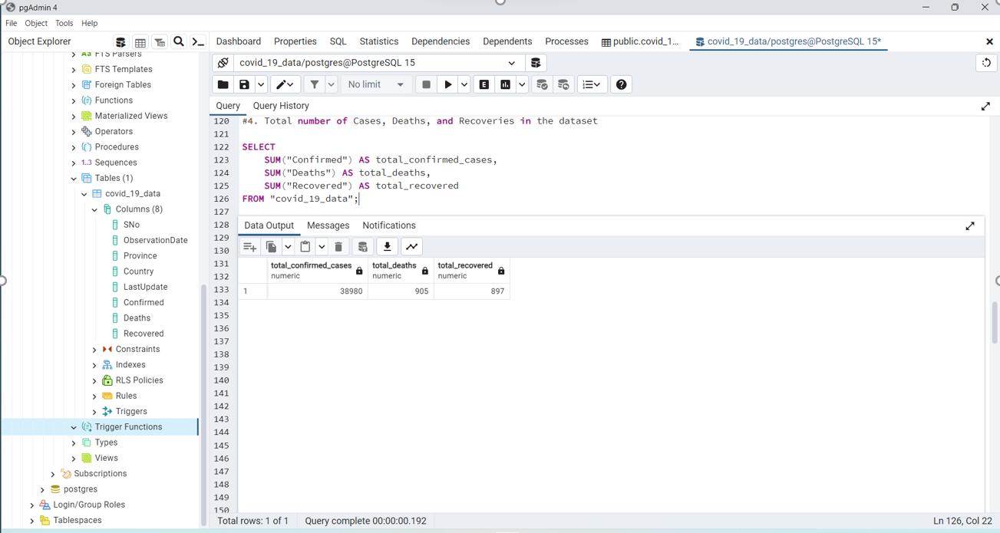 pgAdmin 4
File Object Tools Help
Object Explorer
Dashboard Properties SQL Statistics Dependencies Dependents Processes public.covid_1... covid_19_data/postgres@PostgreSQL 15*
FTS Parsers
FTS Templates
Foreign Tables
Functions
Materialized Views
Operators
Procedures
1..3 Sequences
Tables (1)
covid_19_data
Columns (8)
SNo
ObservationDate
Province
Country
LastUpdate
Confirmed
Deaths
Recovered
Constraints
Indexes
RLS Policies
Rules
Triggers
Trigger Functions
Types
Views
Subscriptions
postgres
Login/Group Roles
Tablespaces
covid_19_data/postgres@PostgreSQL 15
No limit E
Query Query History
120 #4. Total number of Cases, Deaths, and Recoveries in the dataset
121
122 SELECT
123 SUM("Confirmed") AS total_confirmed_cases,
124 SUM("Deaths") AS total_deaths,
125 SUM("Recovered") AS total_recovered
126 FROM "covid_19_data";
127
128
129
130
131
132
133
134
135
136
137
138
139
140
141
142
143
144
145
146
147
148
149
150
Data Output Messages Notifications
total_confirmed_cases total_deaths total_recovered
numeric numeric numeric
1 38980 905 897
Total rows: 1 of 1 Query complete 00:00:00.192 Ln 126, Col 22